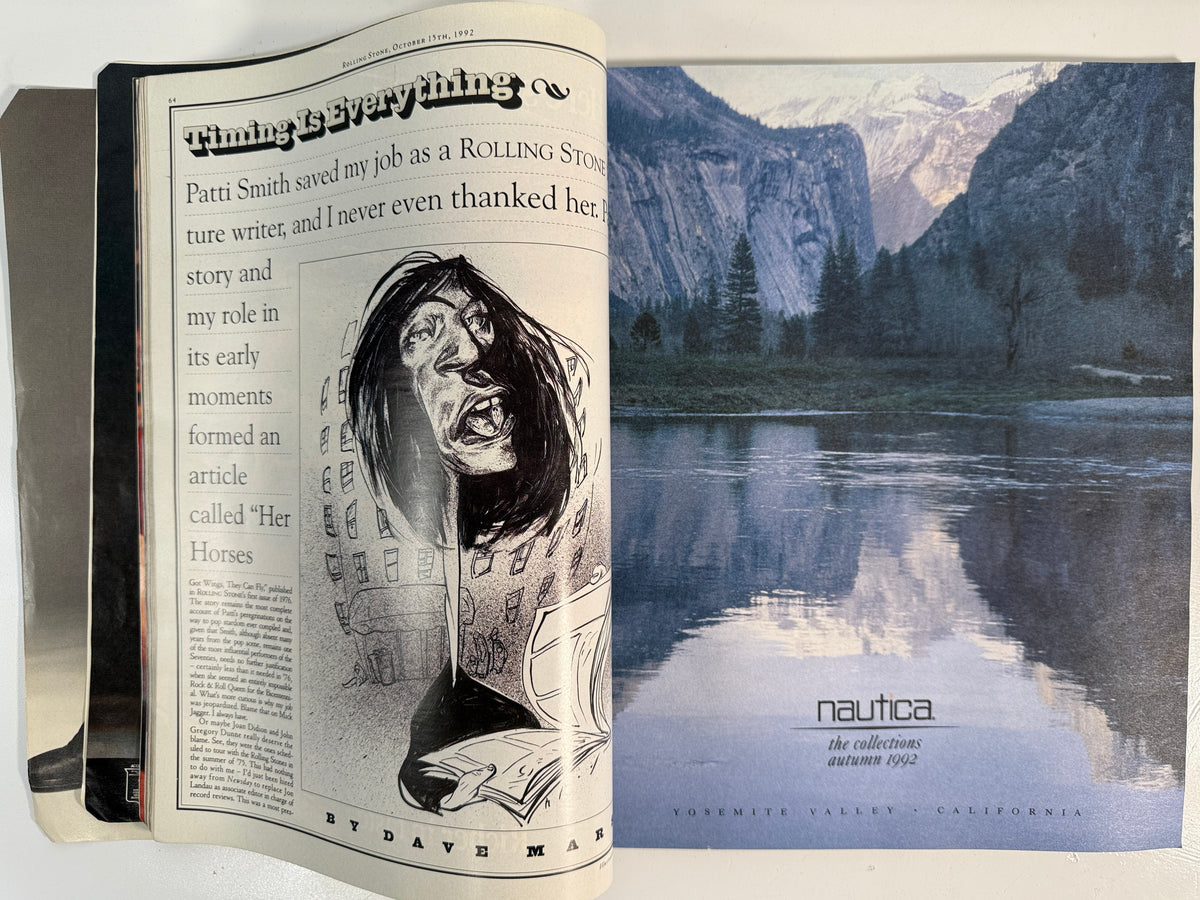 ROLLING STONE, OCTOBER 15TH, 1992
64
Timing Is Everything
Patti Smith saved my job as a ROLLING STONE
ture writer, and I never even thanked her.
story and
my role in
its early
moments
formed an
article
called “Her
Horses
Got Wings, They Can Fly,” published
in ROLLING STONE's first issue of 1976.
The story remains the most complete
account of Patti's peregrinations on the
way to pop stardom ever compiled and,
given that Smith, although absent many
years from the pop scene, remains one
of the more influential performers of the
Seventies, needs no further justification
– certainly less than it needed in '76,
when she seemed an entirely impossible
Rock & Roll Queen for the Bicentenni-
al. What's more curious is why my job
was jeopardized. Blame that on Mick
Jagger. I always have.
Or maybe Joan Didion and John
Gregory Dunne really deserve the
blame. See, they were the ones sched-
uled to tour with the Rolling Stones in
the summer of '75. This had nothing
to do with me – I'd just been hired
away from Newsday to replace Jon
Landau as associate editor in charge of
record reviews. This was a most pres-
BY DAVE MAR
nautica
the collections
autumn 1992
YOSEMITE VALLEY - CALIFORNIA